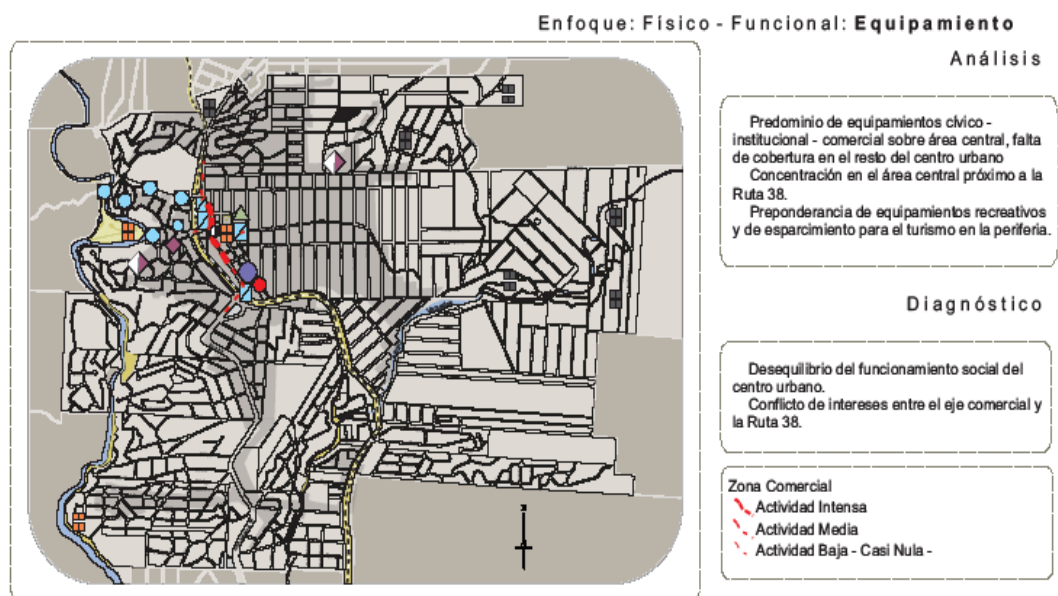 Enfoque: Físico - Funcional: Equipamiento
Análisis
Predominio de equipamientos cívico -
institucional - comercial sobre área central, falta
de cobertura en el resto del centro urbano
Concentración en el área central próximo a la
Ruta 38.
Preponderancia de equipamientos recreativos
y de esparcimiento para el turismo en la periferia.
Diagnóstico
Desequilibrio del funcionamiento social del
centro urbano.
Conflicto de intereses entre el eje comercial y
la Ruta 38.
Zona Comercial
Actividad Intensa
Actividad Media
Actividad Baja - Casi Nula -